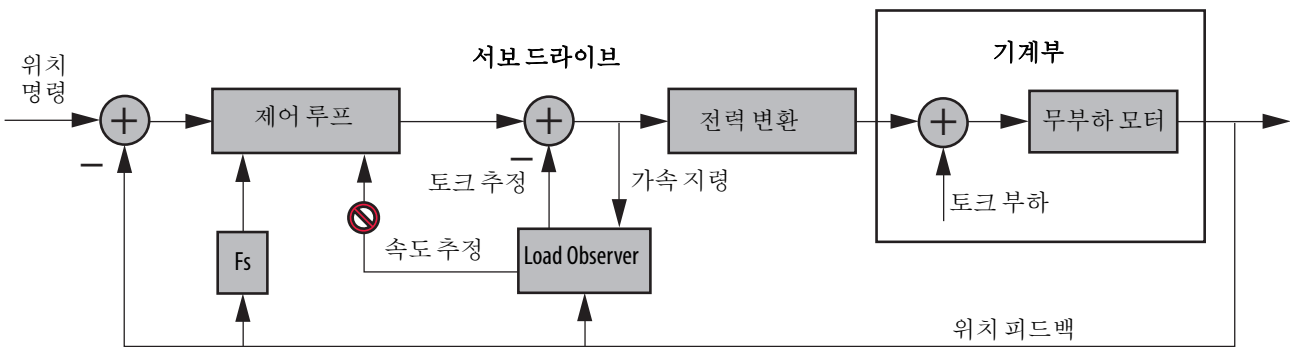 위치
명령
서보 드라이브
기계부
+
제어 루프
+
전력 변환
+
무부하 모터
−
−
토크 추정
가속 지령
토크 부하
Fs
속도 추정
Load Observer
위치 피드백